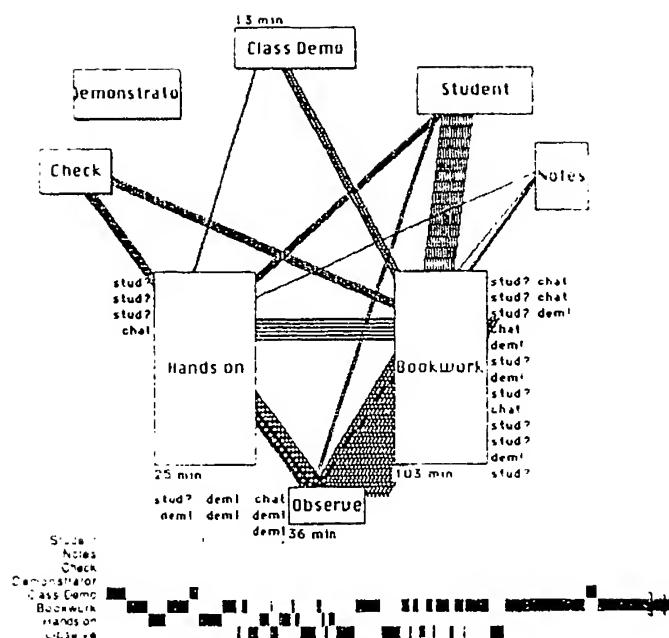 13 min
Class Demo
Student
Demonstrato
Check
Notes
stud?
stud?
stud?
chat
Hands on
25 min
Bookwork
103 min
stud? chat
stud? chat
stud? dem!
chat
dem!
stud?
dem!
stud?
chat
stud?
stud?
dem!
stud?
stud? dem! chat
dem! dem! dem!
dem!
Observe
36 min
Student
Notes
Check
Demonstrator
Class Demo
Bookwork
Hands on
Observe